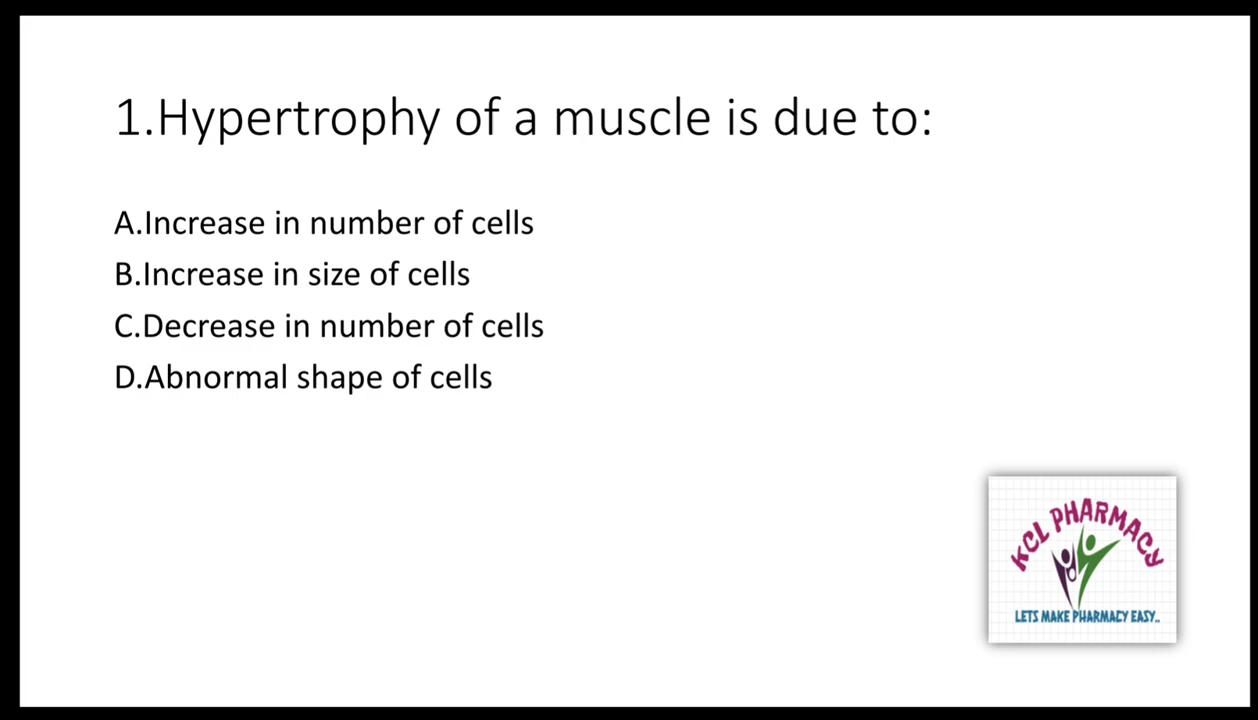 1.Hypertrophy of a muscle is due to:
A.Increase in number of cells
B.Increase in size of cells
C.Decrease in number of cells
D.Abnormal shape of cells
KCL PHARMACY
LETS MAKE PHARMACY EASY..